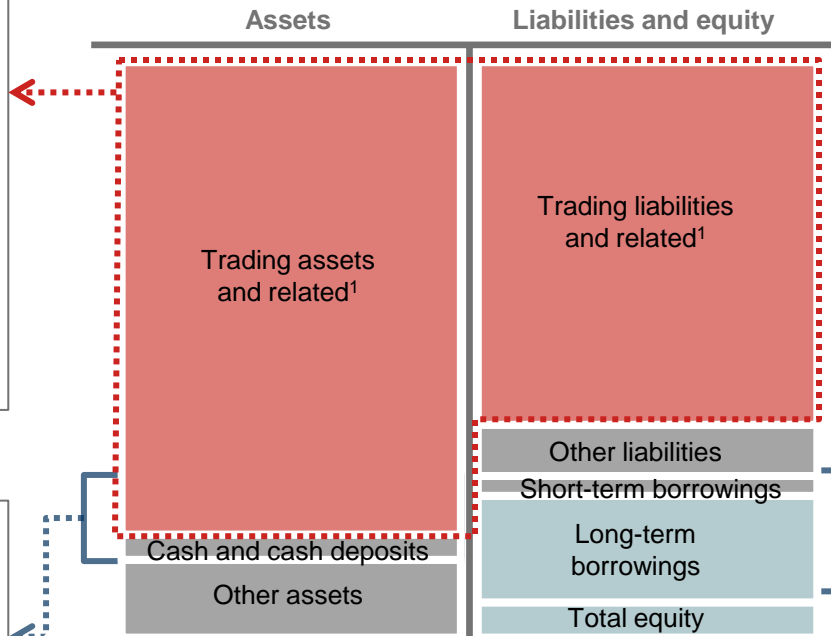 Assets
Liabilities and equity
Trading assets
and related¹
Cash and cash deposits
Other assets
Trading liabilities
and related¹
Other liabilities
Short-term borrowings
Long-term
borrowings
Total equity